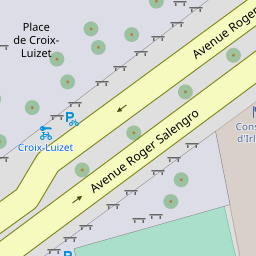 Place
de Croix-
Luizet
Avenue Roger
P
Croix-Luizet
Avenue Roger Salengro
Cons
d'Irl
P